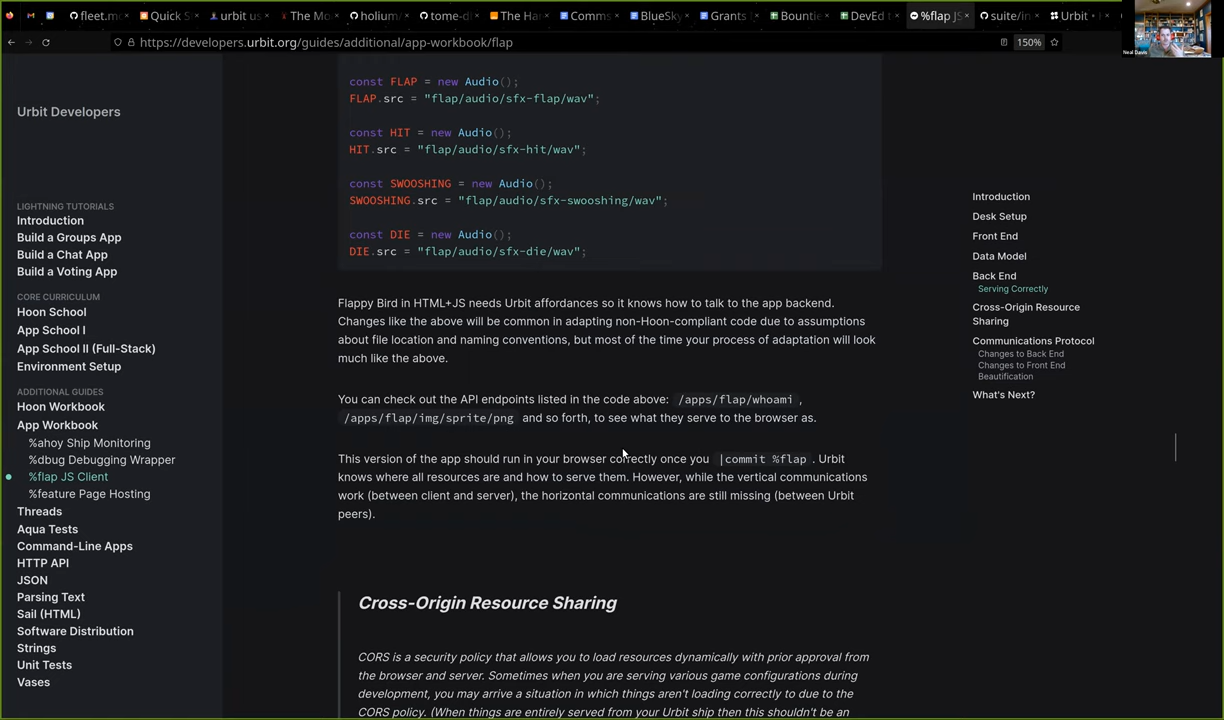 fleet.m
Quick S
urbit us
The Mo
holium/
tome-d
The Ha
Comms
BlueSky
Grants
Bountie
DevEd t
%flap JS
suite/in
Urbit •
https://developers.urbit.org/guides/additional/app-workbook/flap
150%
Neal Davis
Urbit Developers
LIGHTNING TUTORIALS
Introduction
Build a Groups App
Build a Chat App
Build a Voting App
CORE CURRICULUM
Hoon School
App School I
App School II (Full-Stack)
Environment Setup
ADDITIONAL GUIDES
Hoon Workbook
App Workbook
%ahoy Ship Monitoring
%dbug Debugging Wrapper
%flap JS Client
%feature Page Hosting
Threads
Aqua Tests
Command-Line Apps
HTTP API
JSON
Parsing Text
Sail (HTML)
Software Distribution
Strings
Unit Tests
Vases
const FLAP = new Audio();
FLAP.src = "flap/audio/sfx-flap/wav";
const HIT = new Audio();
HIT.src = "flap/audio/sfx-hit/wav";
const SWOOSHING = new Audio();
SWOOSHING.src = "flap/audio/sfx-swooshing/wav";
const DIE = new Audio();
DIE.src = "flap/audio/sfx-die/wav";
Flappy Bird in HTML+JS needs Urbit affordances so it knows how to talk to the app backend.
Changes like the above will be common in adapting non-Hoon-compliant code due to assumptions
about file location and naming conventions, but most of the time your process of adaptation will look
much like the above.
You can check out the API endpoints listed in the code above: /apps/flap/whoami ,
/apps/flap/img/sprite/png and so forth, to see what they serve to the browser as.
This version of the app should run in your browser correctly once you |commit %flap . Urbit
knows where all resources are and how to serve them. However, while the vertical communications
work (between client and server), the horizontal communications are still missing (between Urbit
peers).
Cross-Origin Resource Sharing
CORS is a security policy that allows you to load resources dynamically with prior approval from
the browser and server. Sometimes when you are serving various game configurations during
development, you may arrive a situation in which things aren't loading correctly to due to the
CORS policy. (When things are entirely served from your Urbit ship then this shouldn't be an
Introduction
Desk Setup
Front End
Data Model
Back End
Serving Correctly
Cross-Origin Resource
Sharing
Communications Protocol
Changes to Back End
Changes to Front End
Beautification
What's Next?